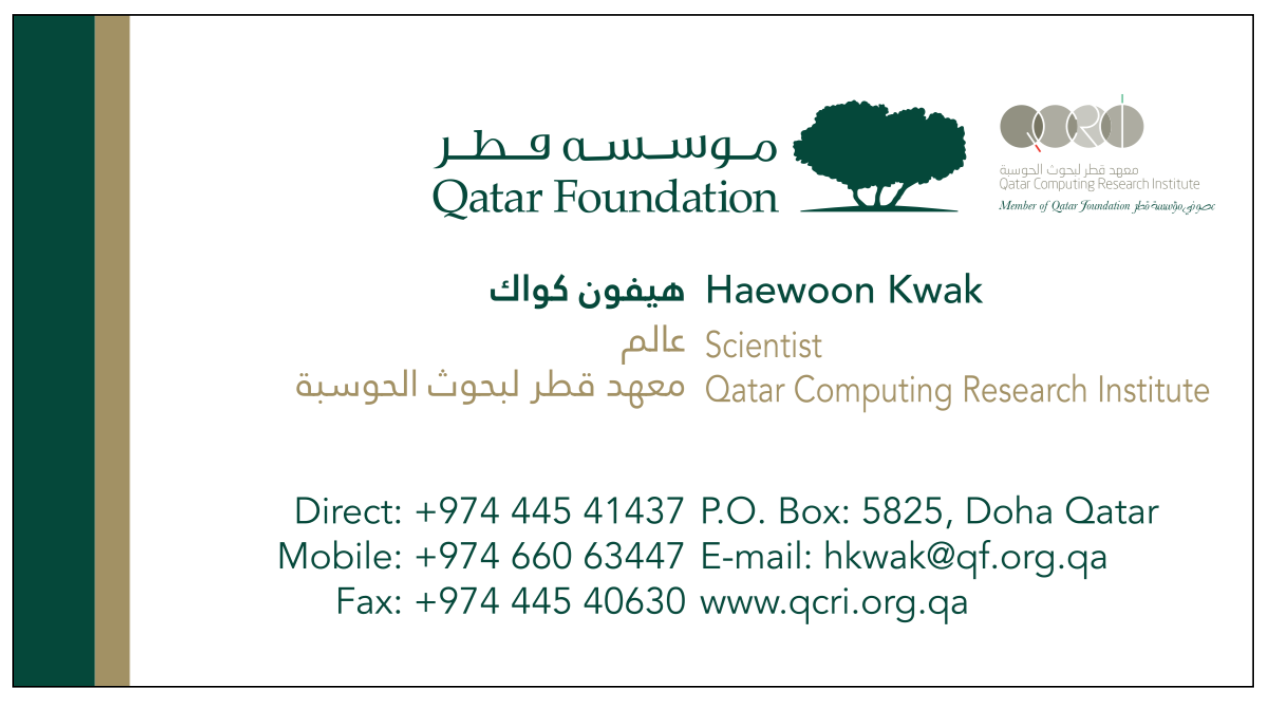 موسسه قطر
Qatar Foundation
QCRI
معهد قطر لبحوث الحوسبة
Qatar Computing Research Institute
Member of Qatar Foundation عضو في مؤسسة قطر
هيفون كواك Haewoon Kwak
عالم Scientist
معهد قطر لبحوث الحوسبة Qatar Computing Research Institute
Direct: +974 445 41437 P.O. Box: 5825, Doha Qatar
Mobile: +974 660 63447 E-mail: hkwak@qf.org.qa
Fax: +974 445 40630 www.qcri.org.qa